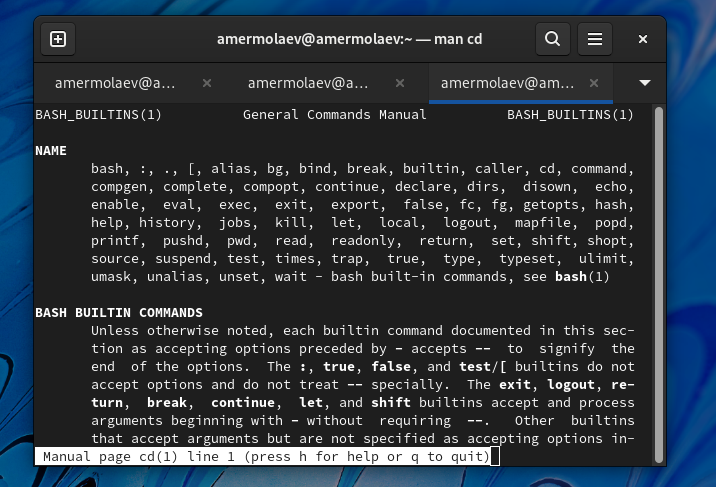 amermolaev@amermolaev:~ — man cd
amermolaev@a...
amermolaev@a...
amermolaev@am...
BASH_BUILTINS(1) General Commands Manual BASH_BUILTINS(1)
NAME
bash, :, ., [, alias, bg, bind, break, builtin, caller, cd, command,
compgen, complete, compopt, continue, declare, dirs, disown, echo,
enable, eval, exec, exit, export, false, fc, fg, getopts, hash,
help, history, jobs, kill, let, local, logout, mapfile, popd,
printf, pushd, pwd, read, readonly, return, set, shift, shopt,
source, suspend, test, times, trap, true, type, typeset, ulimit,
umask, unalias, unset, wait - bash built-in commands, see bash(1)
BASH BUILTIN COMMANDS
Unless otherwise noted, each builtin command documented in this sec-
tion as accepting options preceded by - accepts -- to signify the
end of the options. The :, true, false, and test/[ builtins do not
accept options and do not treat -- specially. The exit, logout, re-
turn, break, continue, let, and shift builtins accept and process
arguments beginning with - without requiring --. Other builtins
that accept arguments but are not specified as accepting options in-
Manual page cd(1) line 1 (press h for help or q to quit)